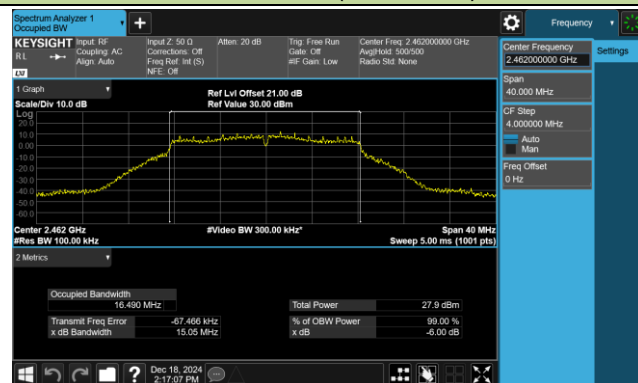 Spectrum Analyzer 1
Occupied BW
Frequency
KEYSIGHT
RL
Input: RF
Coupling: AC
Align: Auto
Input Z: 50 Ω
Corrections: Off
Freq Ref: Int (S)
NFE: Off
Atten: 20 dB
Trig: Free Run
Gate: Off
#IF Gain: Low
Center Freq: 2.462000000 GHz
Avg|Hold: 500/500
Radio Std: None
LXI
1 Graph
Scale/Div 10.0 dB
Ref Lvl Offset 21.00 dB
Ref Value 30.00 dBm
Log
20.0
10.0
0.00
-10.0
-20.0
-30.0
-40.0
-50.0
-60.0
Center 2.462 GHz
#Res BW 100.00 kHz
#Video BW 300.00 kHz*
Span 40 MHz
Sweep 5.00 ms (1001 pts)
2 Metrics
Occupied Bandwidth
16.490 MHz
Total Power 27.9 dBm
Transmit Freq Error -67.466 kHz
% of OBW Power 99.00 %
x dB Bandwidth 15.05 MHz
x dB -6.00 dB
Dec 18, 2024
2:17:07 PM
Settings
Center Frequency
2.462000000 GHz
Span
40.000 MHz
CF Step
4.000000 MHz
Auto
Man
Freq Offset
0 Hz